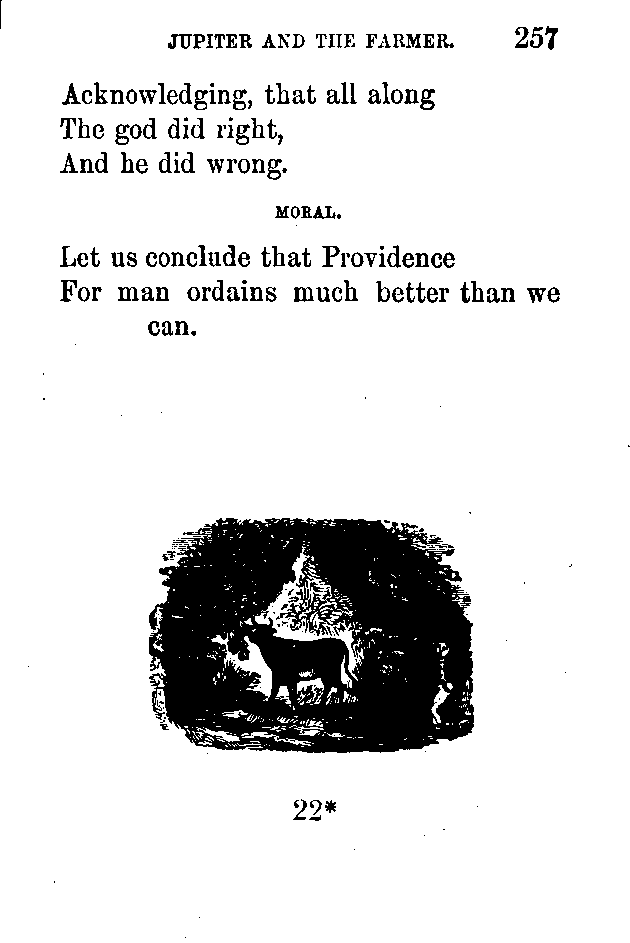 JUPITER AND THE FARMER. 257
Acknowledging, that all along
The god did right,
And he did wrong.
MORAL.
Let us conclude that Providence
For man ordains much better than we
can.
22*